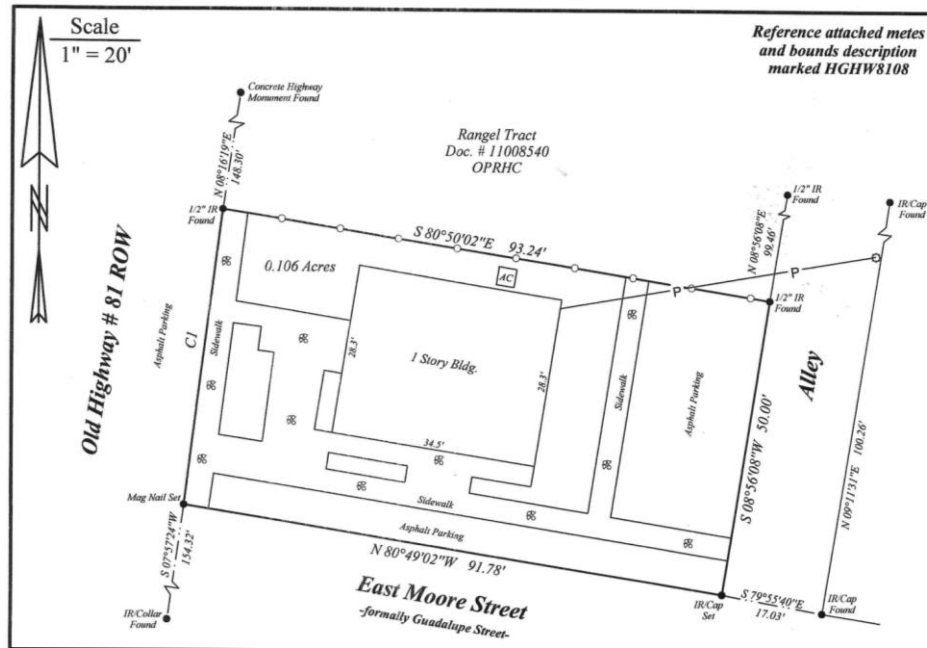 Scale
1" = 20'
Reference attached metes
and bounds description
marked HGHW8108
Concrete Highway
Monument Found
Rangel Tract
Doc. # 11008540
OPRHC
N 08°16'19"E
148.30'
1/2" IR
Found
N
1/2" IR
Found
IR/Cap
Found
N 08°56'08"E
99.46'
S 80°50'02"E 93.24'
0.106 Acres
AC
P
P
1/2" IR
Found
Old Highway # 81 ROW
Asphalt Parking
C1
Sidewalk
28.3'
1 Story Bldg.
28.3'
Sidewalk
Asphalt Parking
S 08°56'08"W 50.00'
Alley
N 09°11'31"E 100.26'
34.5'
Mag Nail Set
Sidewalk
Asphalt Parking
N 80°49'02"W 91.78'
S 07°57'24"W
154.32'
East Moore Street
-formally Guadalupe Street-
IR/Collar
Found
IR/Cap
Set
S 79°55'40"E
17.03'
IR/Cap
Found